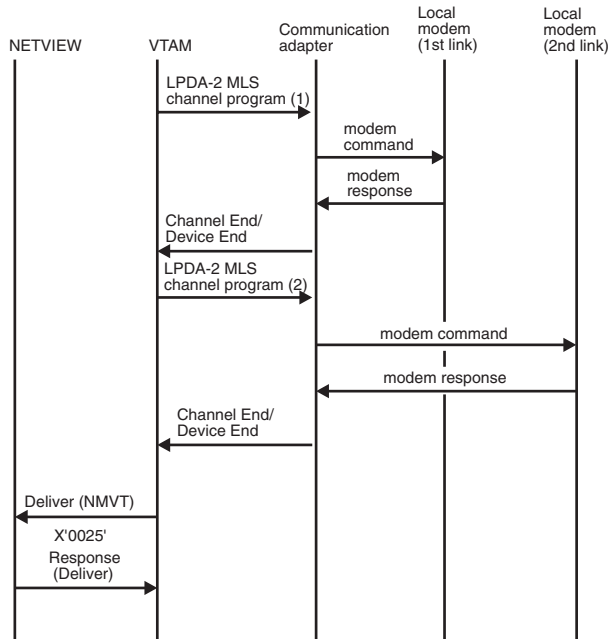 NETVIEW
VTAM
Communication
adapter
Local
modem
(1st link)
Local
modem
(2nd link)
LPDA-2 MLS
channel program (1)
modem
command
modem
response
Channel End/
Device End
LPDA-2 MLS
channel program (2)
modem command
modem response
Channel End/
Device End
Deliver (NMVT)
X'0025'
Response
(Deliver)